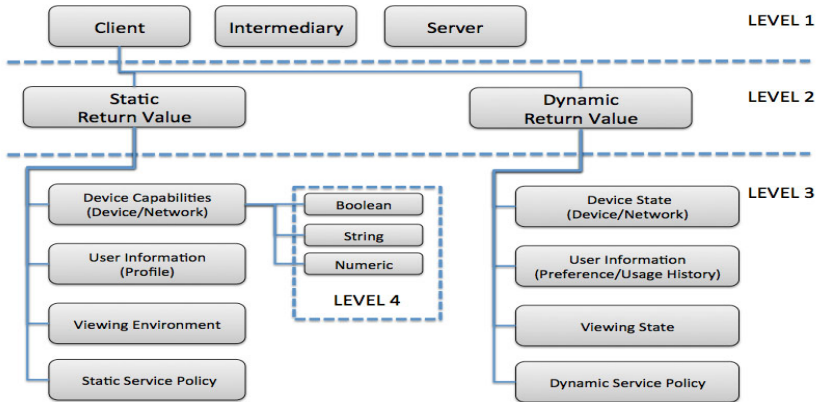 Client
Intermediary
Server
LEVEL 1
Static
Return Value
Dynamic
Return Value
LEVEL 2
Device Capabilities
(Device/Network)
User Information
(Profile)
Viewing Environment
Static Service Policy
Boolean
String
Numeric
LEVEL 4
Device State
(Device/Network)
User Information
(Preference/Usage History)
Viewing State
Dynamic Service Policy
LEVEL 3